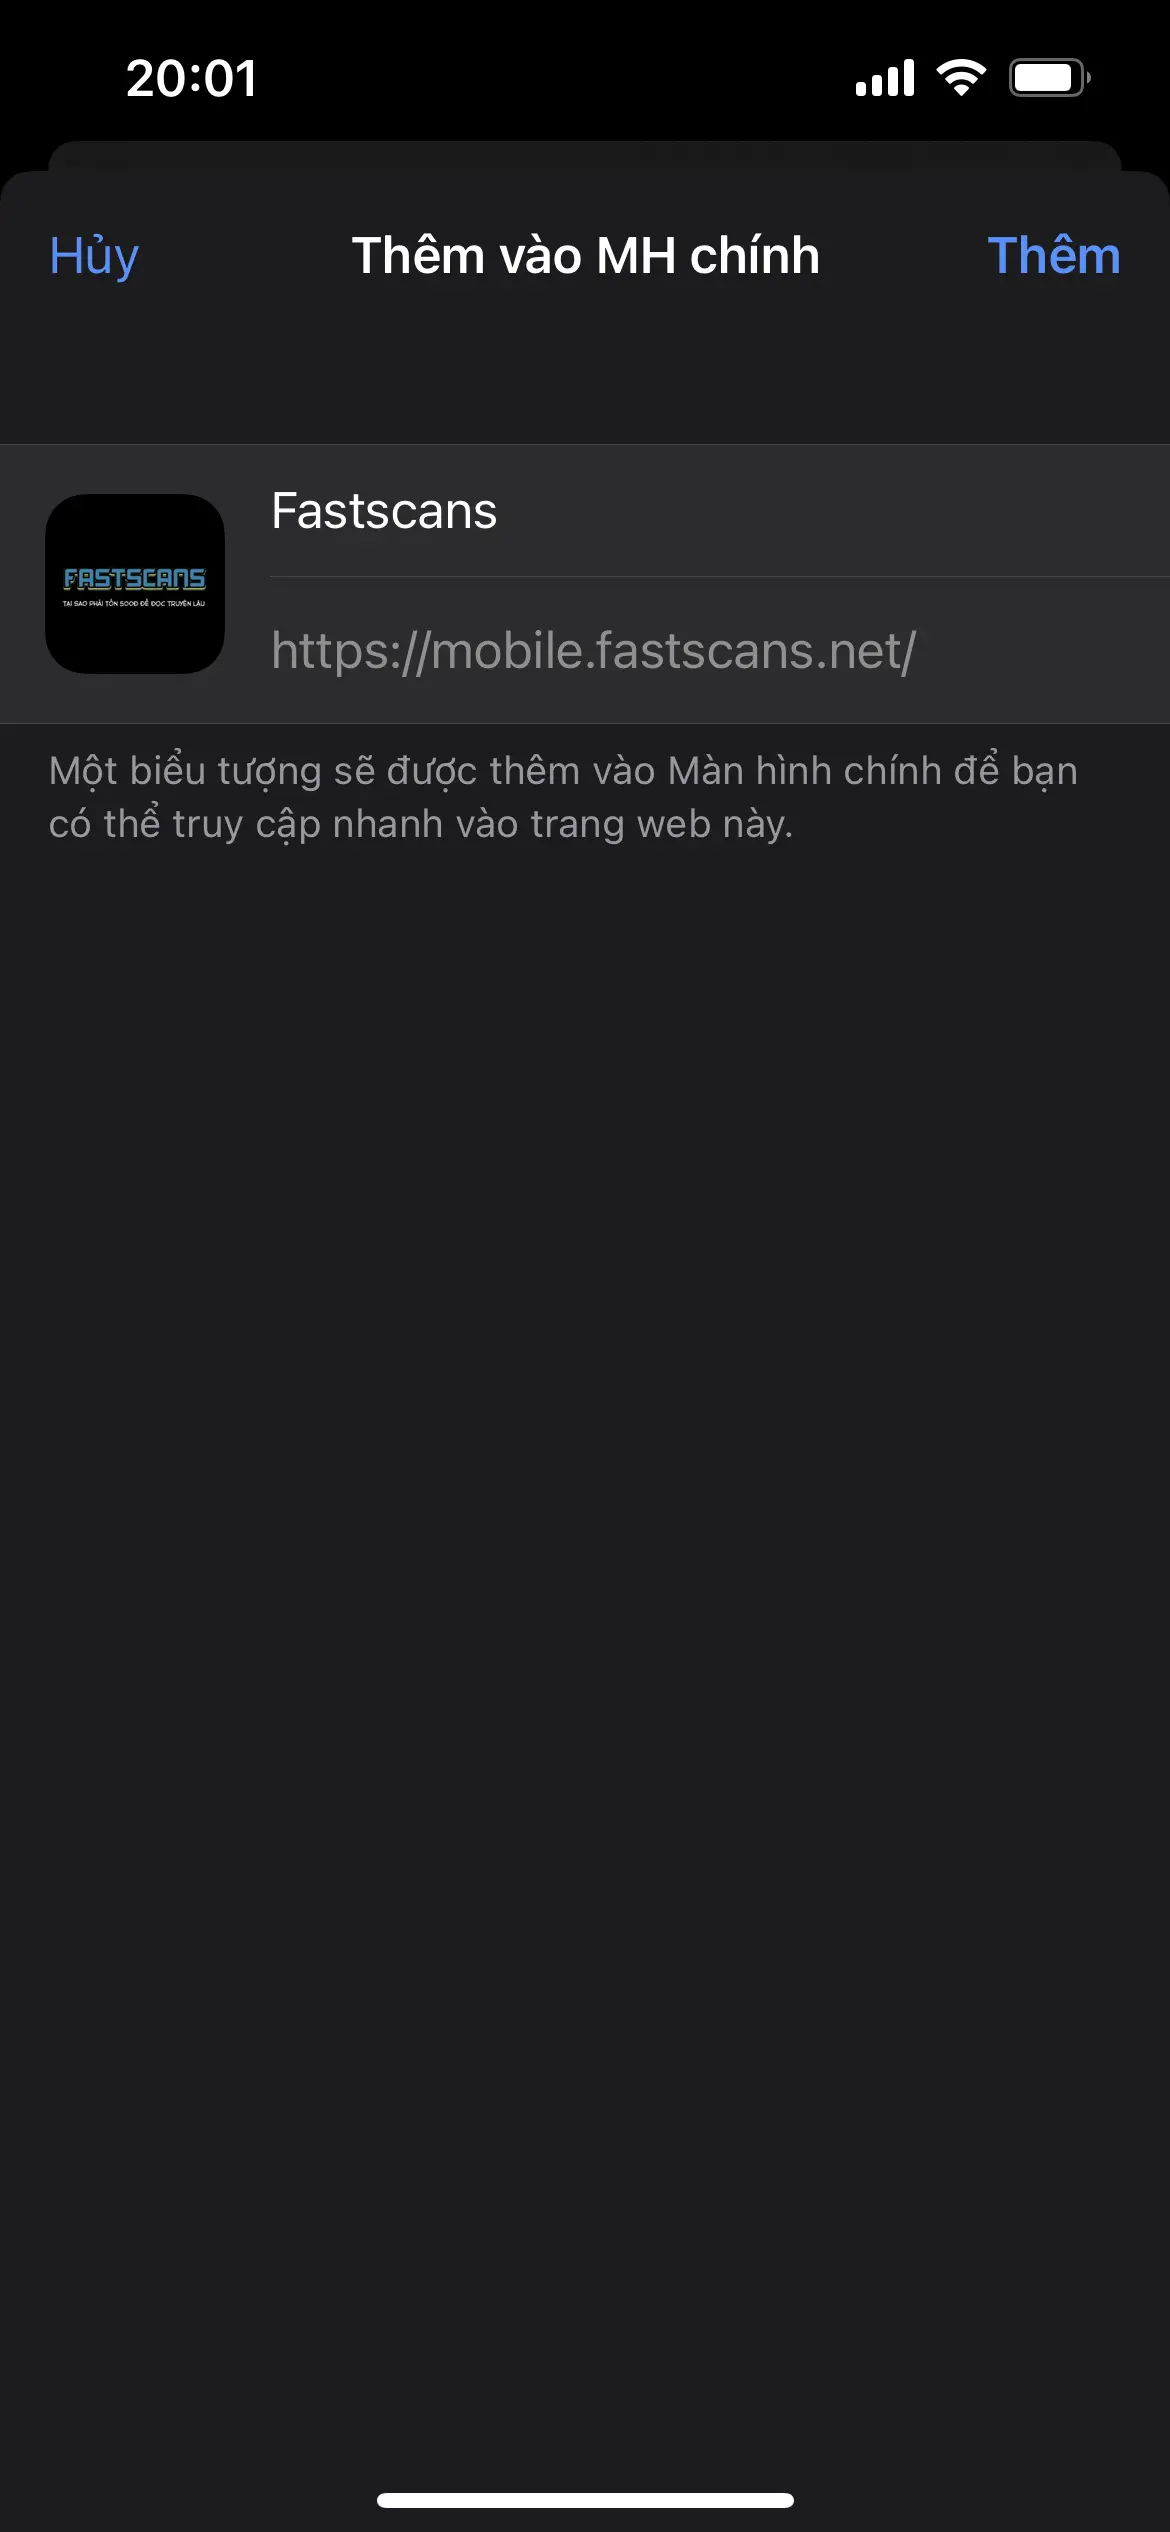 20:01
Hủy
Thêm vào MH chính
Thêm
FASTSCANS
TẠI SAO PHẢI TỐN 500Đ ĐỂ ĐỌC TRUYỆN LẬU
Fastscans
https://mobile.fastscans.net/
Một biểu tượng sẽ được thêm vào Màn hình chính để bạn
có thể truy cập nhanh vào trang web này.